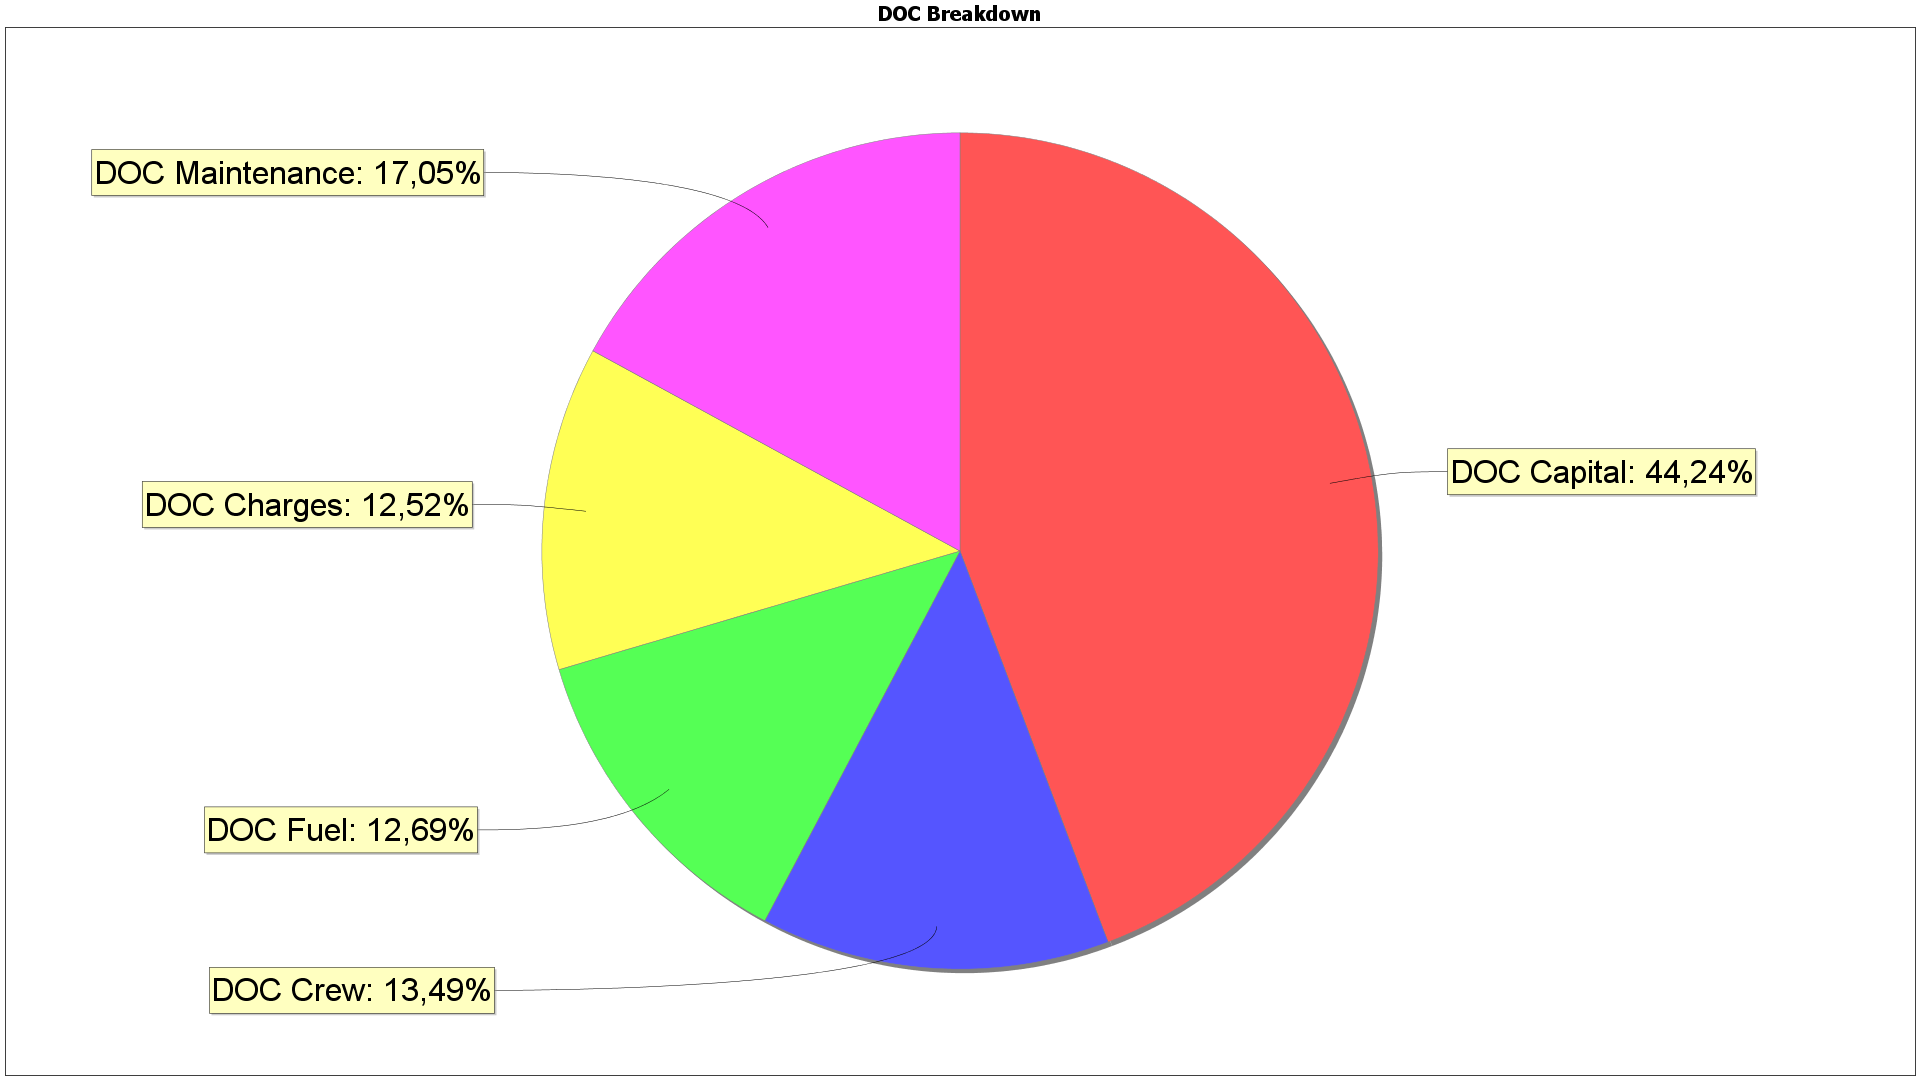 DOC Breakdown
DOC Maintenance: 17,05%
DOC Capital: 44,24%
DOC Charges: 12,52%
DOC Fuel: 12,69%
DOC Crew: 13,49%